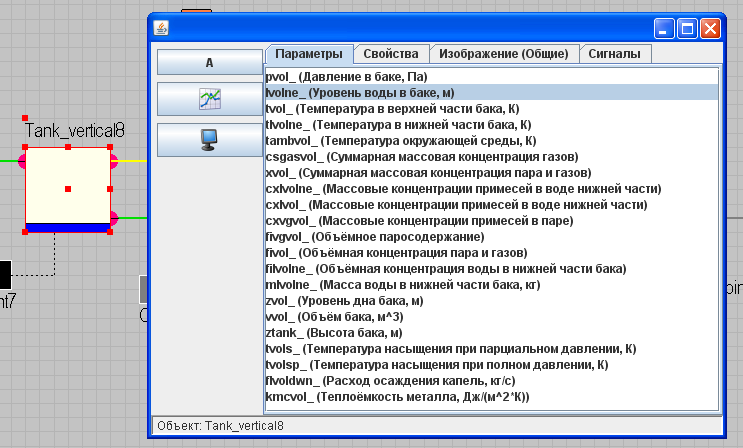 Tank_vertical8
nt7
A
Параметры
Свойства
Изображение (Общие)
Сигналы
pvol_ (Давление в баке, Па)
lvolne_ (Уровень воды в баке, м)
tvol_ (Температура в верхней части бака, К)
tlvolne_ (Температура в нижней части бака, К)
tambvol_ (Температура окружающей среды, К)
csgasvol_ (Суммарная массовая концентрация газов)
xvol_ (Суммарная массовая концентрация пара и газов)
cxlvolne_ (Массовые концентрации примесей в воде нижней части)
cxlvol_ (Массовые концентрации примесей в воде нижней части)
cxvgvol_ (Массовые концентрации примесей в паре)
fivgvol_ (Объёмное паросодержание)
fivol_ (Объёмная концентрация пара и газов)
filvolne_ (Объёмная концентрация воды в нижней части бака)
mlvolne_ (Масса воды в нижней части бака, кг)
zvol_ (Уровень дна бака, м)
vvol_ (Объём бака, м^3)
ztank_ (Высота бака, м)
tvols_ (Температура насыщения при парциальном давлении, К)
tvolsp_ (Температура насыщения при полном давлении, К)
flvoldwn_ (Расход осаждения капель, кг/с)
kmcvol_ (Теплоёмкость металла, Дж/(м^2*К))
Объект: Tank_vertical8